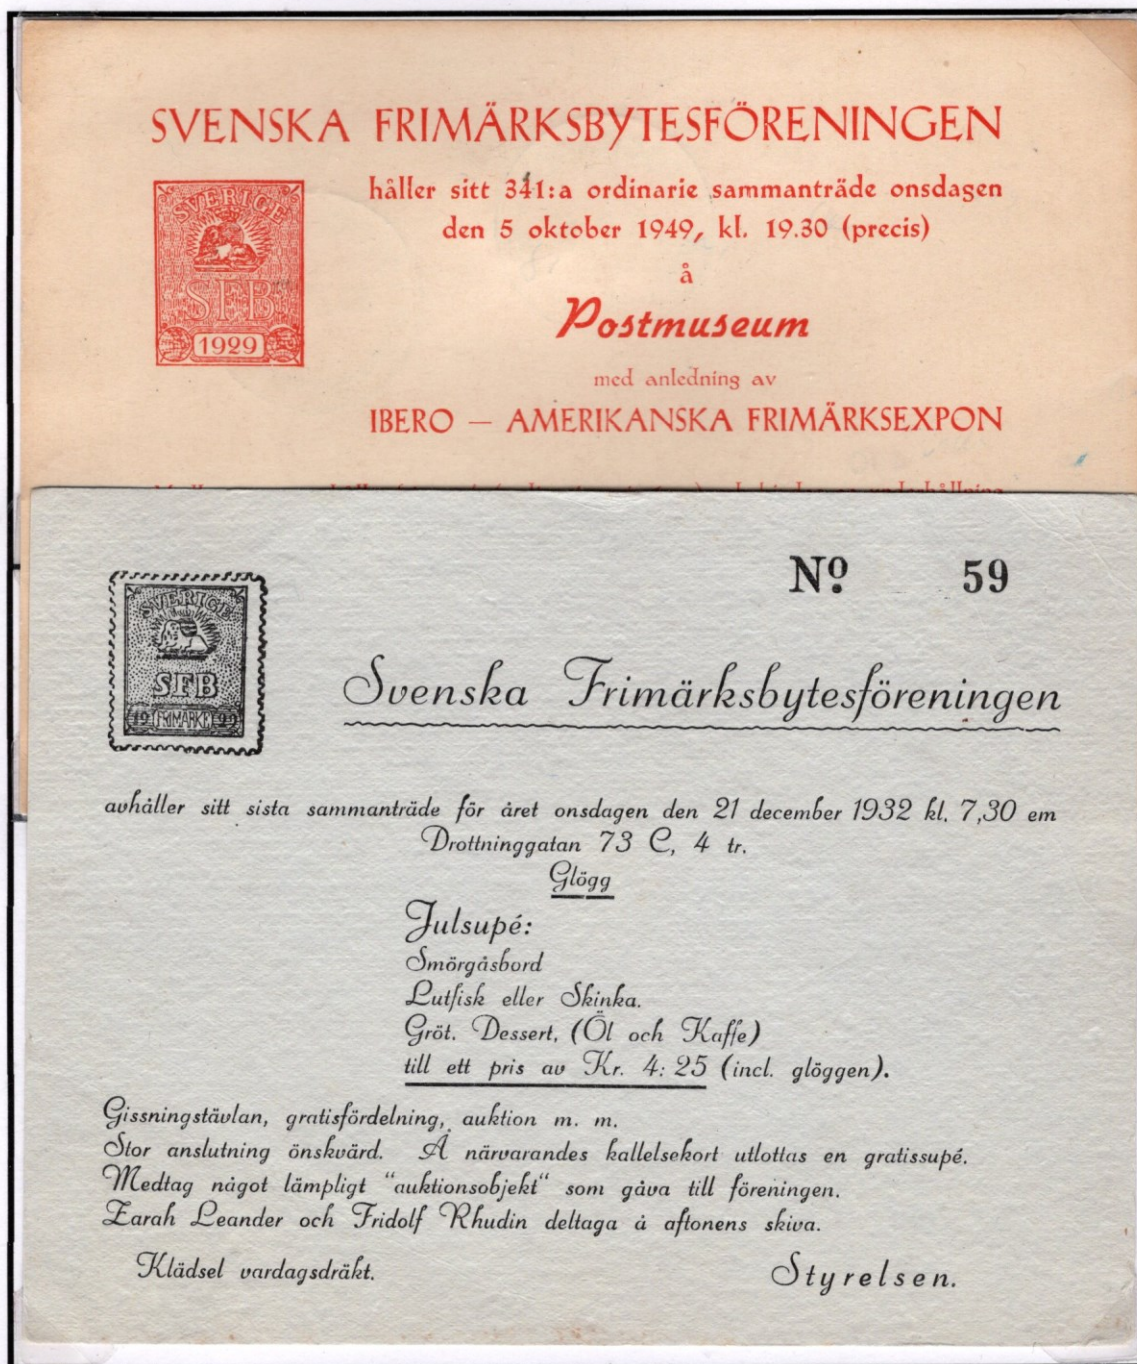 SVENSKA FRIMÄRKSBYTESFÖRENINGEN
SVERIGE
SFB
1929
håller sitt 341:a ordinarie sammanträde onsdagen
den 5 oktober 1949, kl. 19.30 (precis)
å
Postmuseum
med anledning av
IBERO — AMERIKANSKA FRIMÄRKSEXPON
Nº 59
SVERIGE
SFB
19 FRIMÄRKE 29
Svenska Frimärksbytesföreningen
avhåller sitt sista sammanträde för året onsdagen den 21 december 1932 kl. 7,30 em
Drottninggatan 73 C, 4 tr.
Glögg
Julsupé:
Smörgåsbord
Lutfisk eller Skinka.
Gröt. Dessert, (Öl och Kaffe)
till ett pris av Kr. 4: 25 (incl. glöggen).
Gissningstävlan, gratisfördelning, auktion m. m.
Stor anslutning önskvärd. Å närvarandes kallelsekort utlottas en gratissupé.
Medtag något lämpligt “auktionsobjekt“ som gåva till föreningen.
Zarah Leander och Fridolf Rhudin deltaga å aftonens skiva.
Klädsel vardagsdräkt.
Styrelsen.